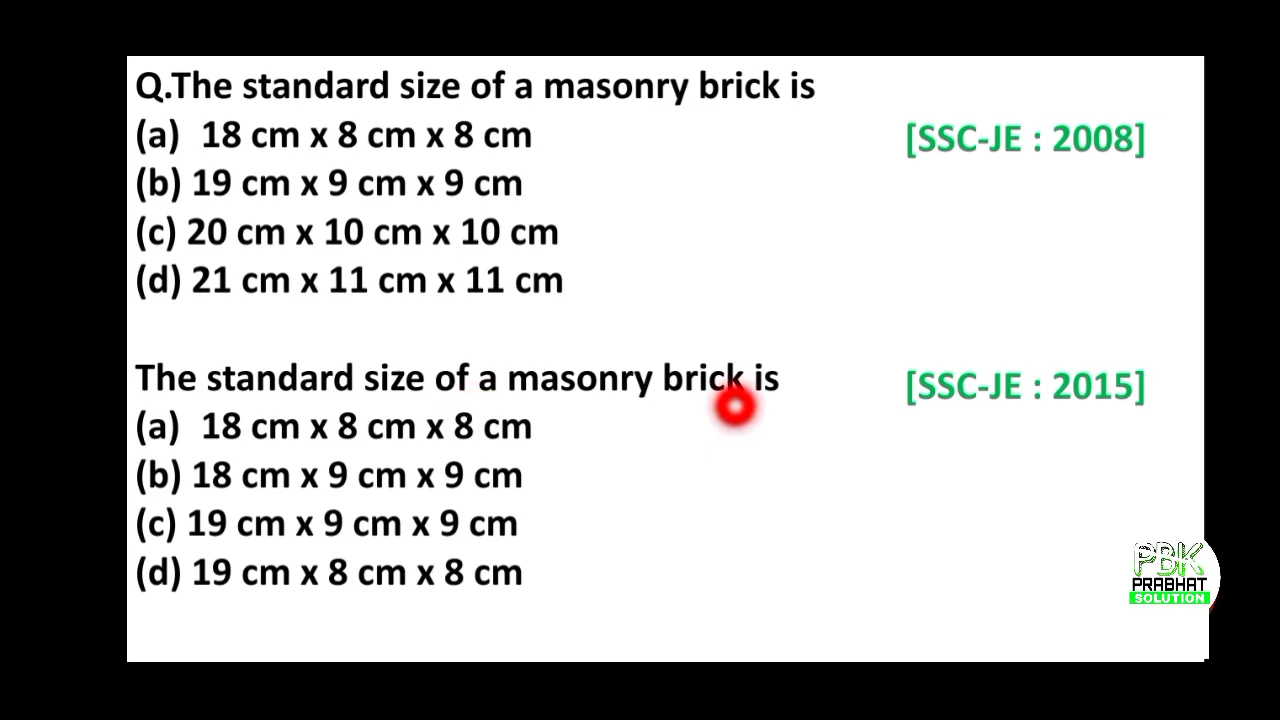 Q.The standard size of a masonry brick is
(a) 18 cm x 8 cm x 8 cm
[SSC-JE : 2008]
(b) 19 cm x 9 cm x 9 cm
(c) 20 cm x 10 cm x 10 cm
(d) 21 cm x 11 cm x 11 cm
The standard size of a masonry brick is
[SSC-JE : 2015]
(a) 18 cm x 8 cm x 8 cm
(b) 18 cm x 9 cm x 9 cm
(c) 19 cm x 9 cm x 9 cm
(d) 19 cm x 8 cm x 8 cm
PBK
PRABHAT
SOLUTION